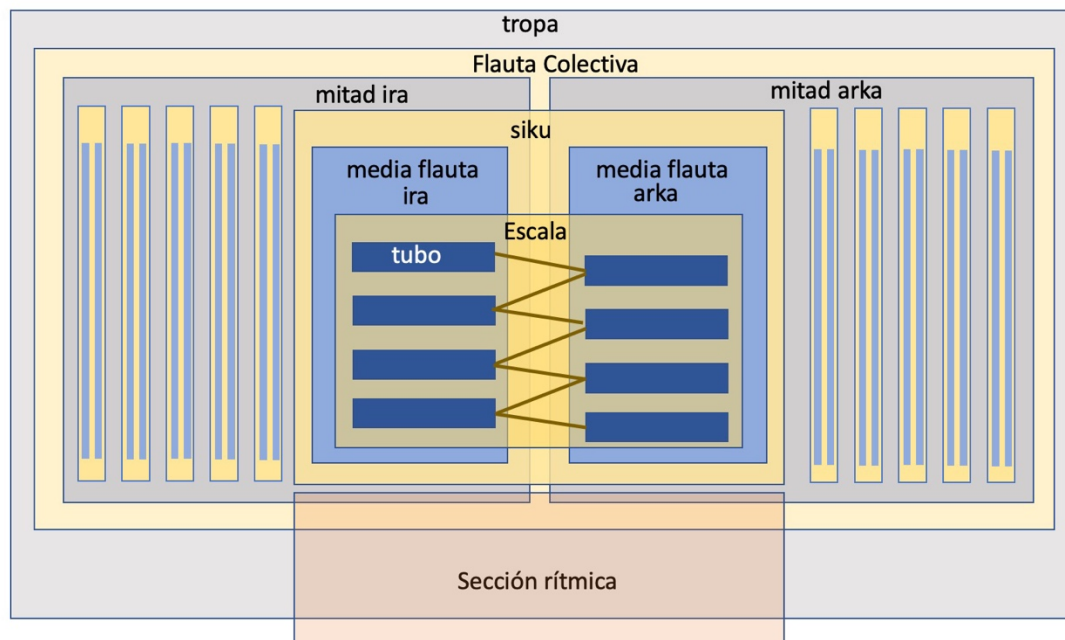 tropa
Flauta Colectiva
mitad ira
mitad arka
siku
media flauta
ira
media flauta
arka
Escala
tubo
Sección rítmica